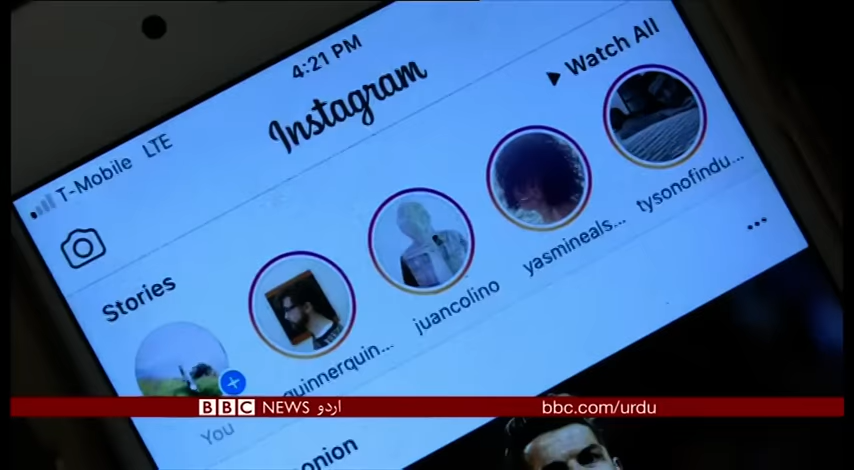 4:21 PM
T-Mobile LTE
Instagram
Stories
Watch All
You
quinnerquin...
juancolino
yasmineals...
tysonofindu...
BBC NEWS اردو
bbc.com/urdu